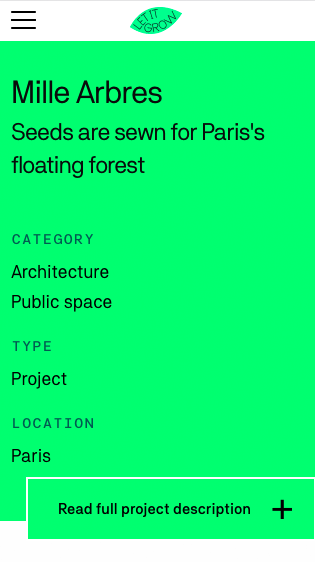 LET IT
GROW
Mille Arbres
Seeds are sewn for Paris's
floating forest
CATEGORY
Architecture
Public space
TYPE
Project
LOCATION
Paris
Read full project description